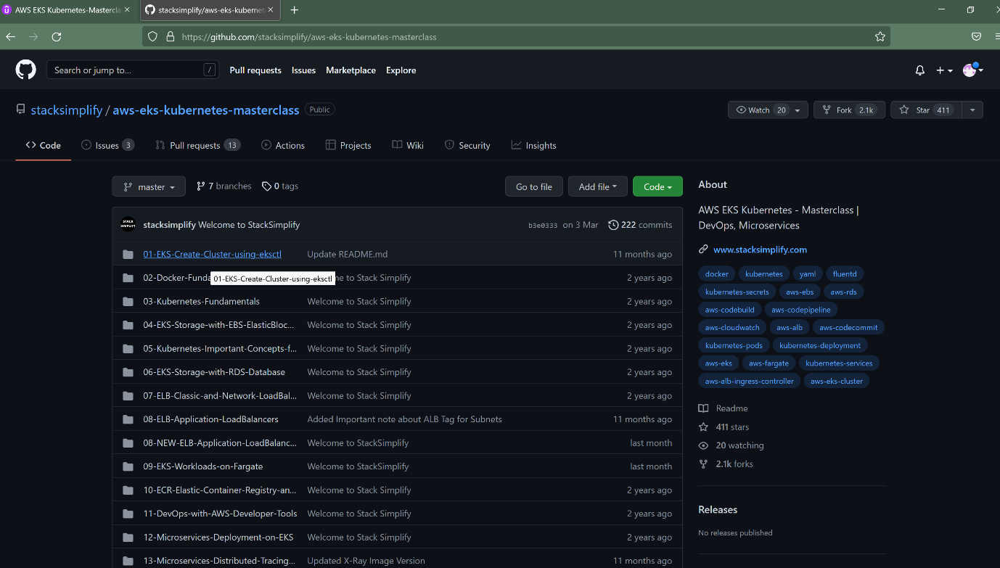 AWS EKS Kubernetes-Mastercla
stacksimplify/aws-eks-kubernet
https://github.com/stacksimplify/aws-eks-kubernetes-masterclass
Search or jump to... /
Pull requests Issues Marketplace Explore
stacksimplify / aws-eks-kubernetes-masterclass Public
Watch 20 Fork 2.1k Star 411
Code Issues 3 Pull requests 13 Actions Projects Wiki Security Insights
master 7 branches 0 tags Go to file Add file Code
STACK SIMPLIFY stacksimplify Welcome to StackSimplify b3e0333 on 3 Mar 222 commits
01-EKS-Create-Cluster-using-eksctl Update README.md 11 months ago
02-Docker-Funda 01-EKS-Create-Cluster-using-eksctl ne to Stack Simplify 2 years ago
03-Kubernetes-Fundamentals Welcome to Stack Simplify 2 years ago
04-EKS-Storage-with-EBS-ElasticBloc... Welcome to Stack Simplify 2 years ago
05-Kubernetes-Important-Concepts-f... Welcome to Stack Simplify 2 years ago
06-EKS-Storage-with-RDS-Database Welcome to Stack Simplify 2 years ago
07-ELB-Classic-and-Network-LoadBal... Welcome to Stack Simplify 2 years ago
08-ELB-Application-LoadBalancers Added Important note about ALB Tag for Subnets 11 months ago
08-NEW-ELB-Application-LoadBalanc... Welcome to StackSimplify last month
09-EKS-Workloads-on-Fargate Welcome to StackSimplify last month
10-ECR-Elastic-Container-Registry-an... Welcome to Stack Simplify 2 years ago
11-DevOps-with-AWS-Developer-Tools Welcome to Stack Simplify 2 years ago
12-Microservices-Deployment-on-EKS Welcome to Stack Simplify 2 years ago
13-Microservices-Distributed-Tracing... Updated X-Ray Image Version 11 months ago
About
AWS EKS Kubernetes - Masterclass |
DevOps, Microservices
www.stacksimplify.com
docker kubernetes yaml fluentd
kubernetes-secrets aws-ebs aws-rds
aws-codebuild aws-codepipeline
aws-cloudwatch aws-alb aws-codecommit
kubernetes-pods kubernetes-deployment
aws-eks aws-fargate kubernetes-services
aws-alb-ingress-controller aws-eks-cluster
Readme
411 stars
20 watching
2.1k forks
Releases
No releases published